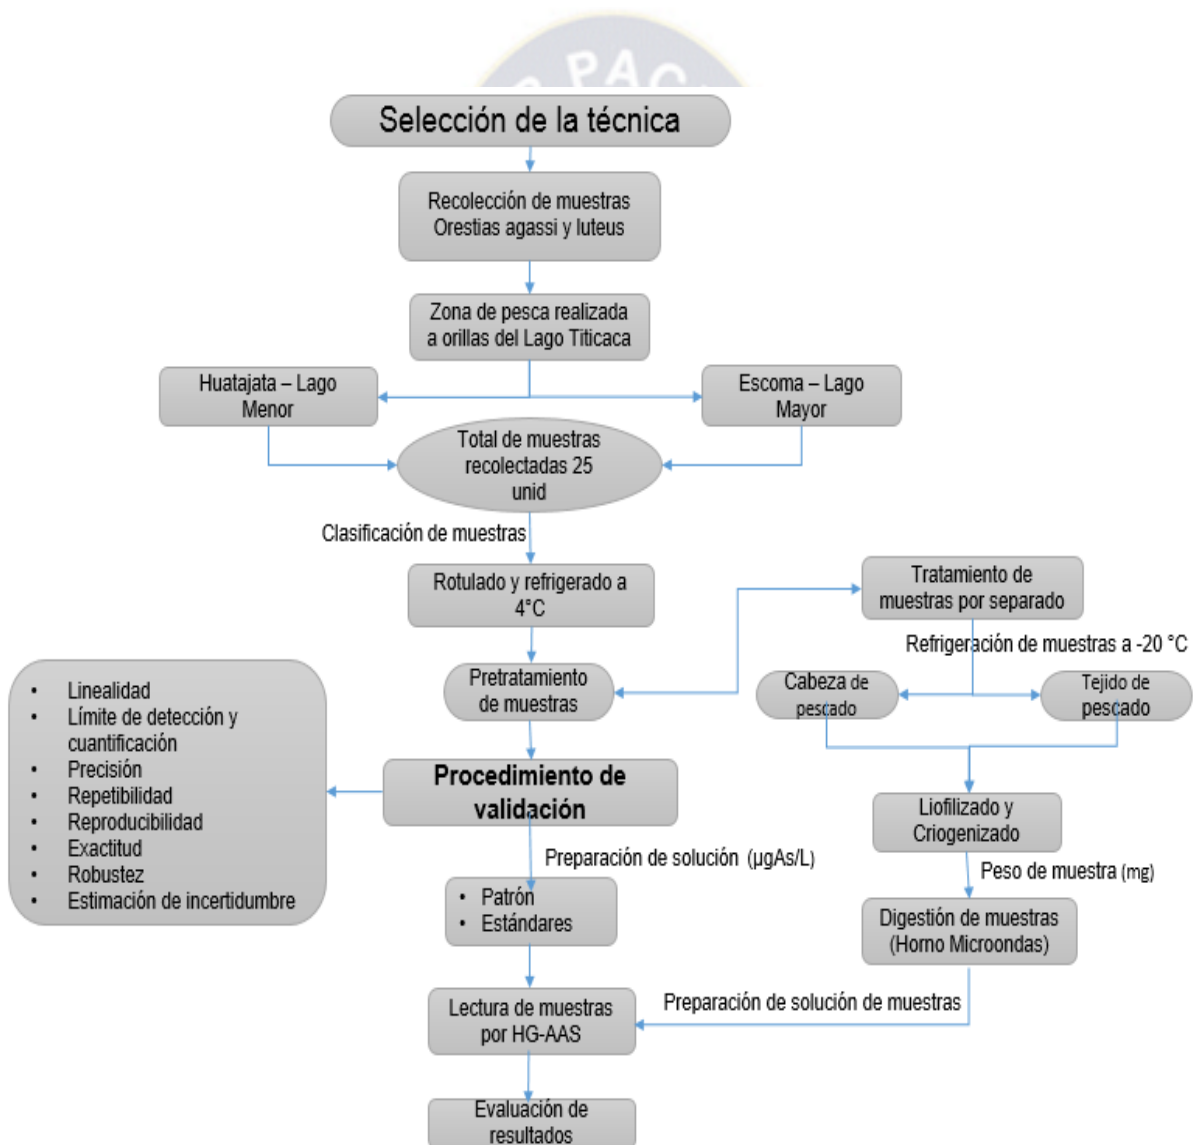 PAC
Selección de la técnica
Recolección de muestras
Orestias agassi y luteus
Zona de pesca realizada
a orillas del Lago Titicaca
Huatajata – Lago
Menor
Escoma – Lago
Mayor
Total de muestras
recolectadas 25
unid
Clasificación de muestras
Rotulado y refrigerado a
4°C
Tratamiento de
muestras por separado
Refrigeración de muestras a -20 °C
Pretratamiento
de muestras
Cabeza de
pescado
Tejido de
pescado
• Linealidad
• Límite de detección y
cuantificación
• Precisión
• Repetibilidad
• Reproducibilidad
• Exactitud
• Robustez
• Estimación de incertidumbre
Procedimiento de
validación
Liofilizado y
Criogenizado
Preparación de solución (µgAs/L)
Peso de muestra (mg)
• Patrón
• Estándares
Digestión de muestras
(Horno Microondas)
Lectura de muestras
por HG-AAS
Preparación de solución de muestras
Evaluación de
resultados